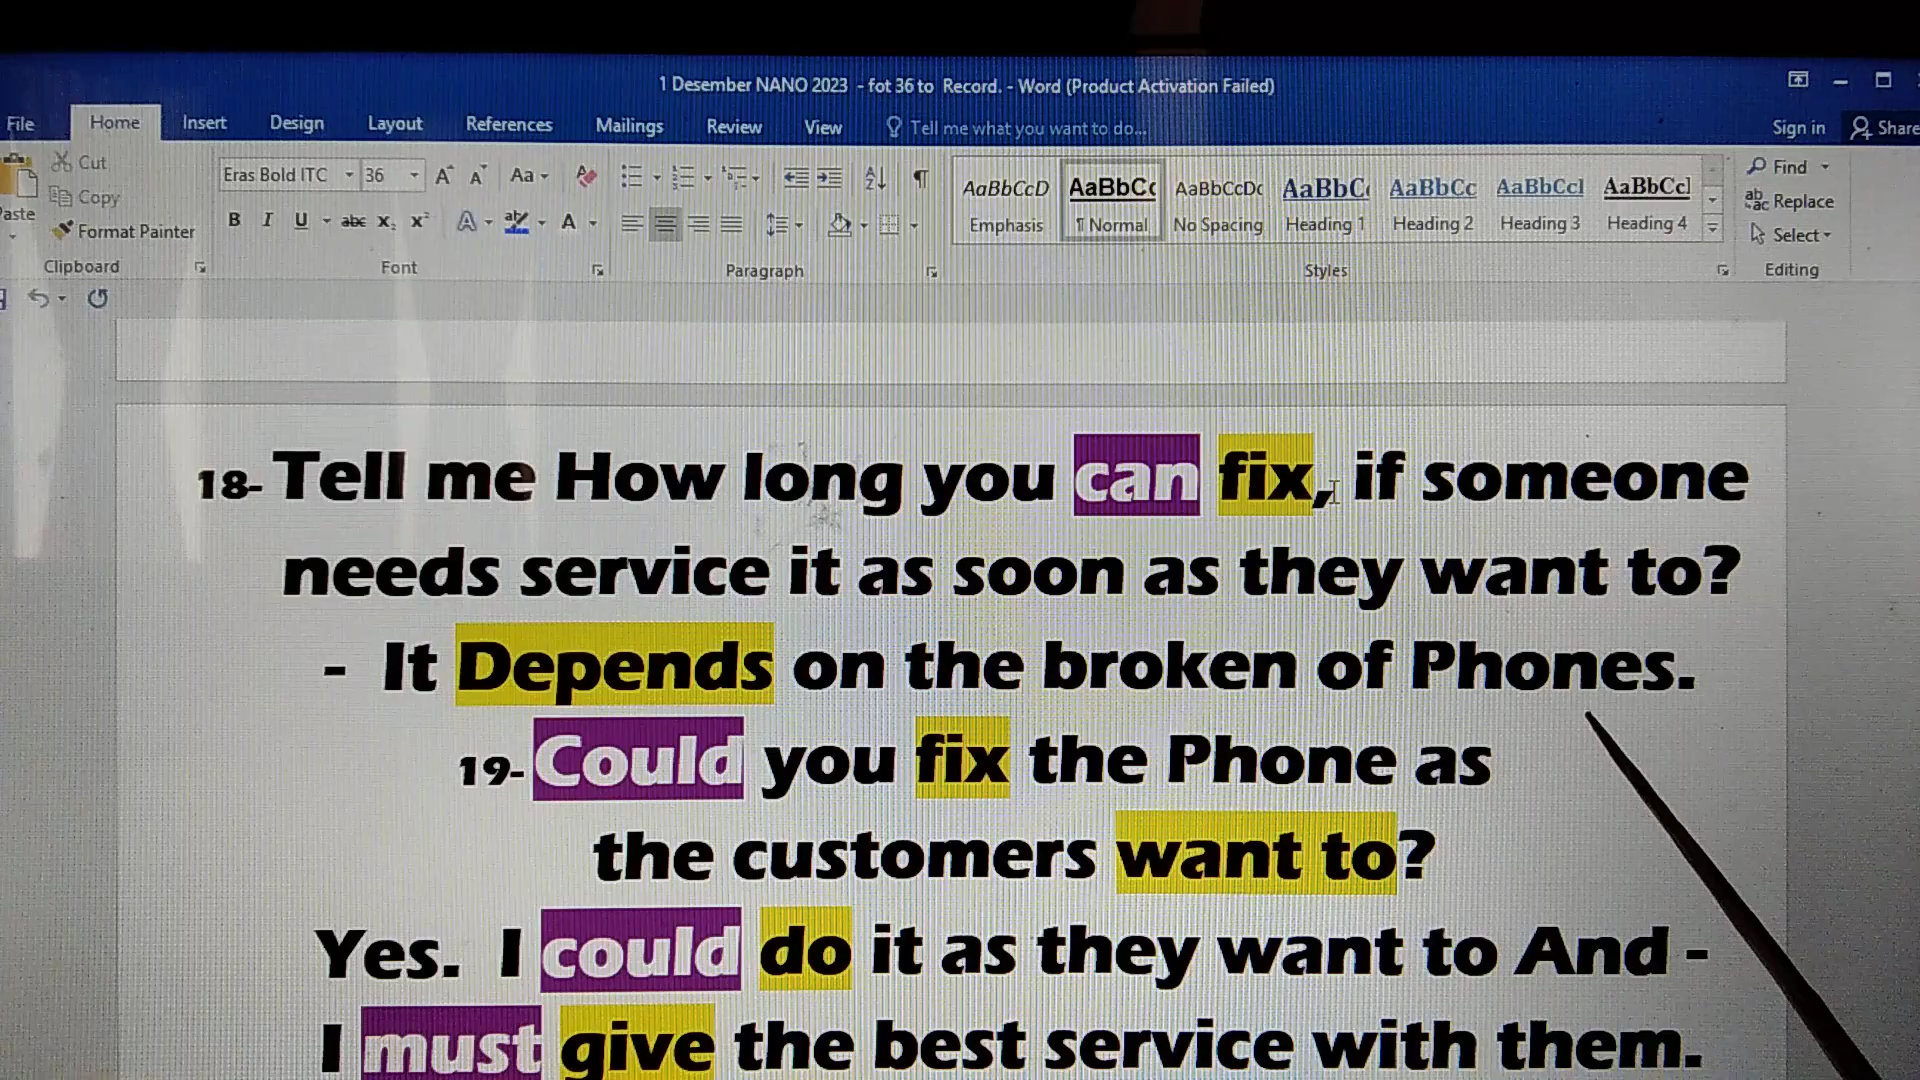 1 Desember NANO 2023 - fot 36 to Record. - Word (Product Activation Failed)
File Home Insert Design Layout References Mailings Review View Tell me what you want to do... Sign in Share
Cut
Copy
Format Painter
Clipboard
Eras Bold ITC 36
Font
Paragraph
AaBbCcD AaBbCc AaBbCcDc AaBbC AaBbCc AaBbCcI AaBbCcI
Emphasis ¶ Normal No Spacing Heading 1 Heading 2 Heading 3 Heading 4
Styles
Find
Replace
Select
Editing
18- Tell me How long you can fix, if someone
needs service it as soon as they want to?
- It Depends on the broken of Phones.
19- Could you fix the Phone as
the customers want to?
Yes. I could do it as they want to And -
I must give the best service with them.